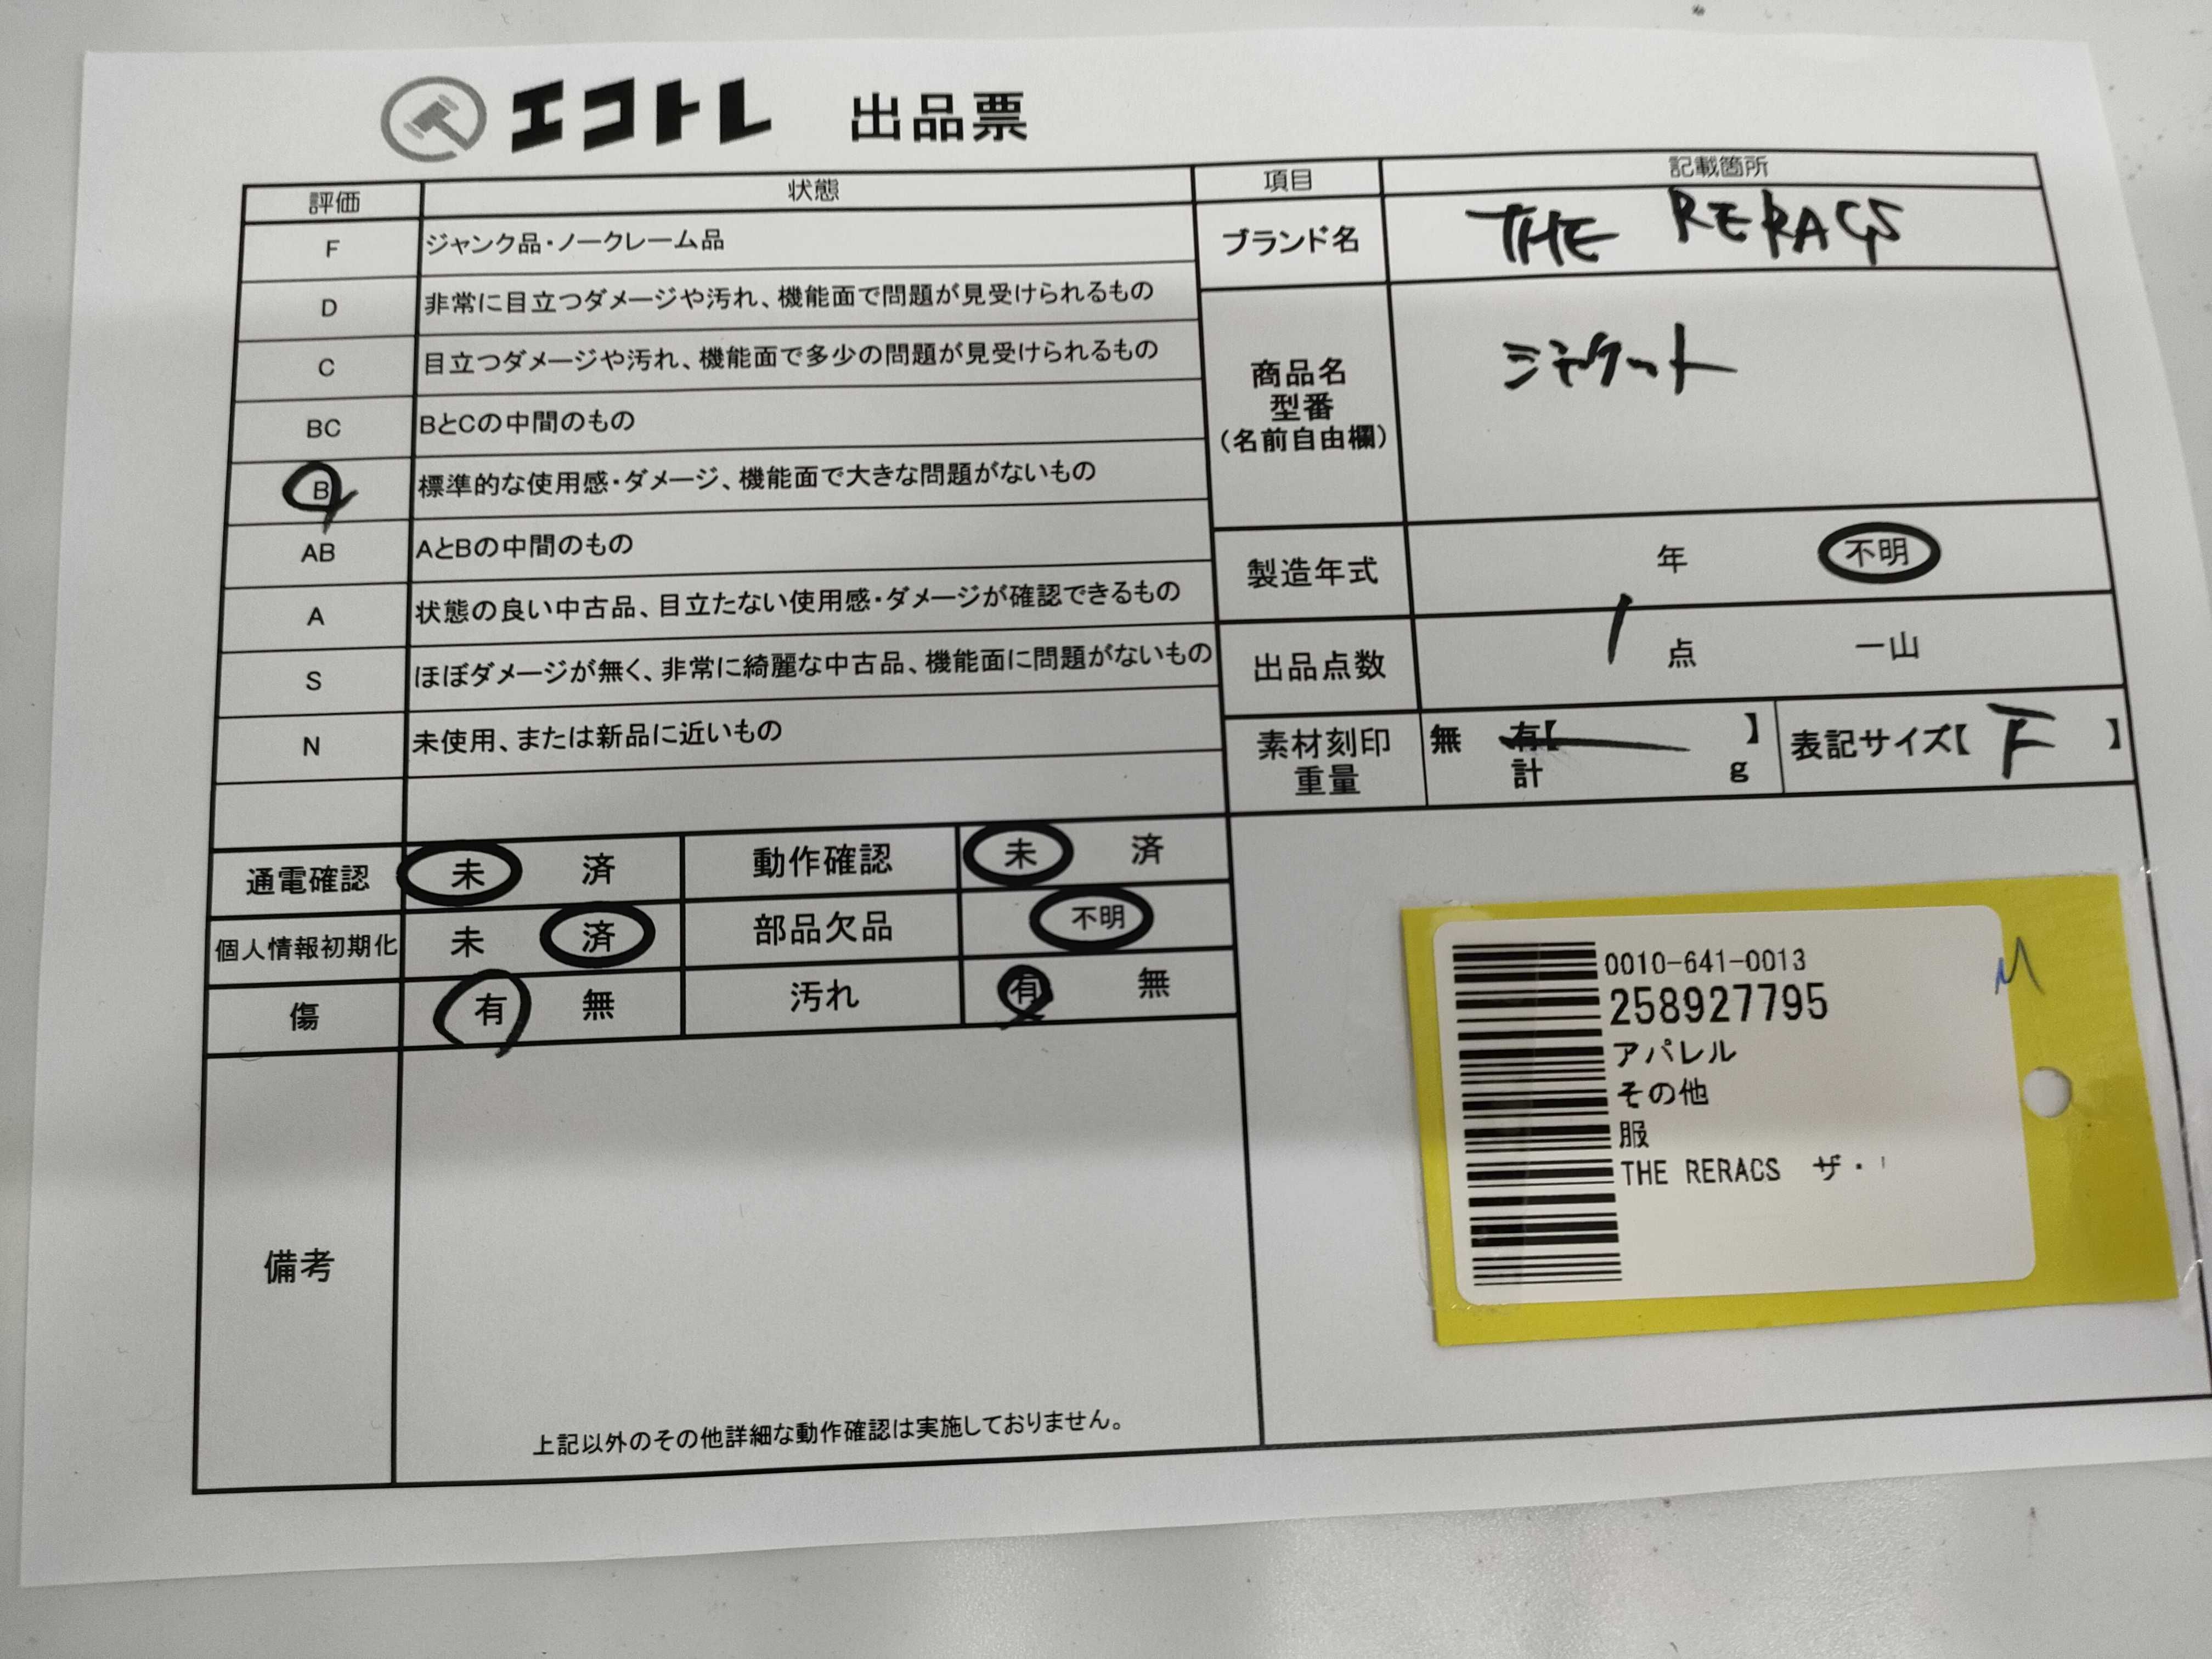 エコトレ 出品票
評価 状態
F ジャンク品・ノークレーム品
D 非常に目立つダメージや汚れ、機能面で問題が見受けられるもの
C 目立つダメージや汚れ、機能面で多少の問題が見受けられるもの
BC BとCの中間のもの
B 標準的な使用感・ダメージ、機能面で大きな問題がないもの
AB AとBの中間のもの
A 状態の良い中古品、目立たない使用感・ダメージが確認できるもの
S ほぼダメージが無く、非常に綺麗な中古品、機能面に問題がないもの
N 未使用、または新品に近いもの
項目 記載箇所
ブランド名 THE RERACS
商品名 ジャケット
型番
(名前自由欄)
製造年式 年 不明
出品点数 1 点 一山
素材刻印 無 有【 】 表記サイズ【 F 】
重量 計 g
通電確認 未 済 動作確認 未 済
個人情報初期化 未 済 部品欠品 不明
傷 有 無 汚れ 有 無
備考
上記以外のその他詳細な動作確認は実施しておりません。
0010-641-0013
M
258927795
アパレル
その他
服
THE RERACS ザ・